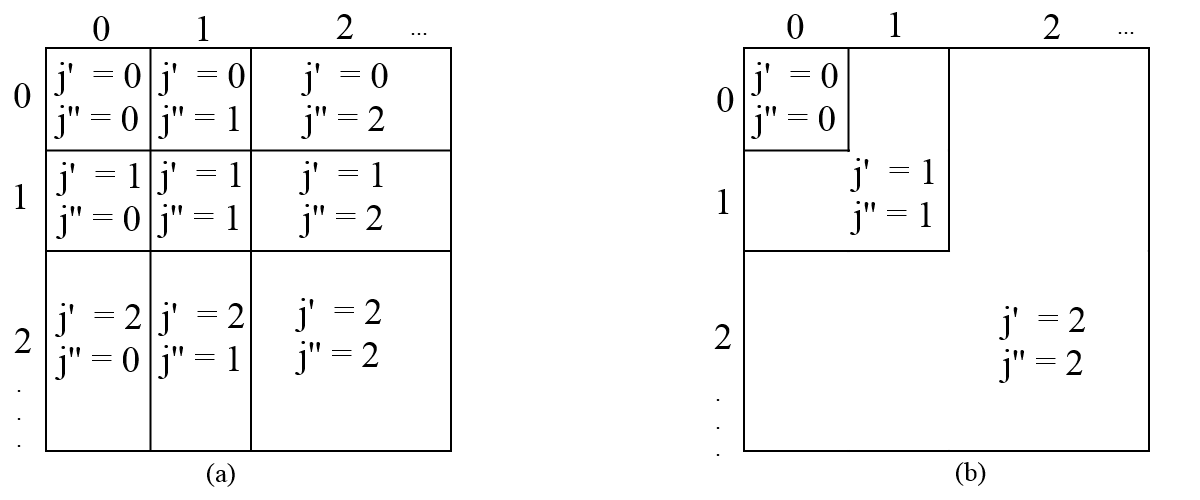 0 1 2 ...
0
j' = 0 j' = 0 j' = 0
j'' = 0 j'' = 1 j'' = 2
1
j' = 1 j' = 1 j' = 1
j'' = 0 j'' = 1 j'' = 2
2
j' = 2 j' = 2 j' = 2
j'' = 0 j'' = 1 j'' = 2
.
.
.
(a)
0 1 2 ...
0
j' = 0
j'' = 0
1
j' = 1
j'' = 1
2
j' = 2
j'' = 2
.
.
.
(b)